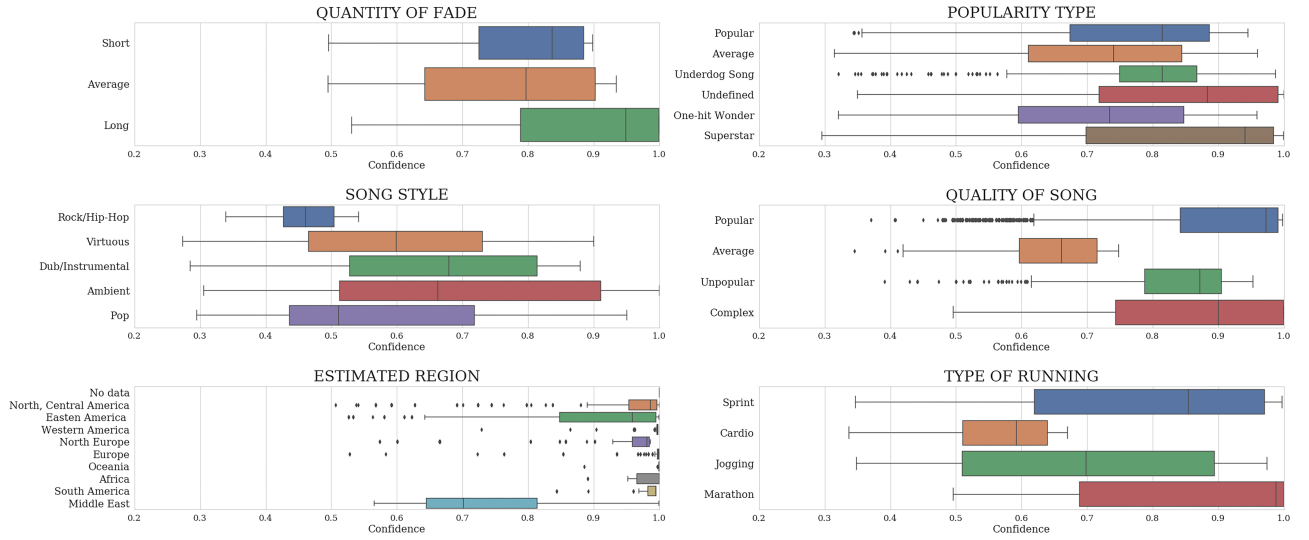 QUANTITY OF FADE
Short
Average
Long
0.2 0.3 0.4 0.5 0.6 0.7 0.8 0.9 1.0
Confidence
POPULARITY TYPE
Popular
Average
Underdog Song
Undefined
One-hit Wonder
Superstar
0.2 0.3 0.4 0.5 0.6 0.7 0.8 0.9 1.0
Confidence
SONG STYLE
Rock/Hip-Hop
Virtuous
Dub/Instrumental
Ambient
Pop
0.2 0.3 0.4 0.5 0.6 0.7 0.8 0.9 1.0
Confidence
QUALITY OF SONG
Popular
Average
Unpopular
Complex
0.2 0.3 0.4 0.5 0.6 0.7 0.8 0.9 1.0
Confidence
ESTIMATED REGION
No data
North, Central America
Easten America
Western America
North Europe
Europe
Oceania
Africa
South America
Middle East
0.2 0.3 0.4 0.5 0.6 0.7 0.8 0.9 1.0
Confidence
TYPE OF RUNNING
Sprint
Cardio
Jogging
Marathon
0.2 0.3 0.4 0.5 0.6 0.7 0.8 0.9 1.0
Confidence